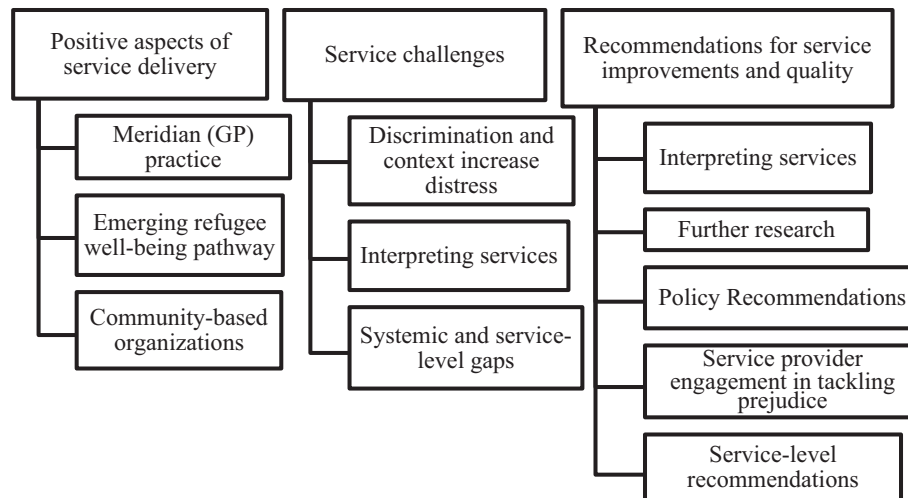 Positive aspects of
service delivery
Meridian (GP)
practice
Emerging refugee
well-being pathway
Community-based
organizations
Service challenges
Discrimination and
context increase
distress
Interpreting services
Systemic and service-
level gaps
Recommendations for service
improvements and quality
Interpreting services
Further research
Policy Recommendations
Service provider
engagement in tackling
prejudice
Service-level
recommendations